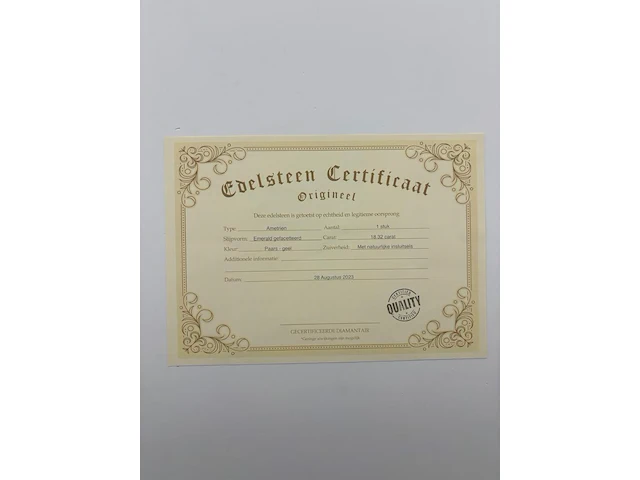 Edelsteen Certificaat
Origineel
Deze edelsteen is getoetst op echtheid en legitieme oorsprong
Type: Ametrien Aantal: 1 stuk
Slijpvorm: Emerald gefacetteerd Carat: 18.32 carat
Kleur: Paars - geel Zuiverheid: Met natuurlijke insluitsels
Additionele informatie:
Datum: 28 Augustus 2023
QUALITY
GECERTIFICEERDE DIAMANTAIR